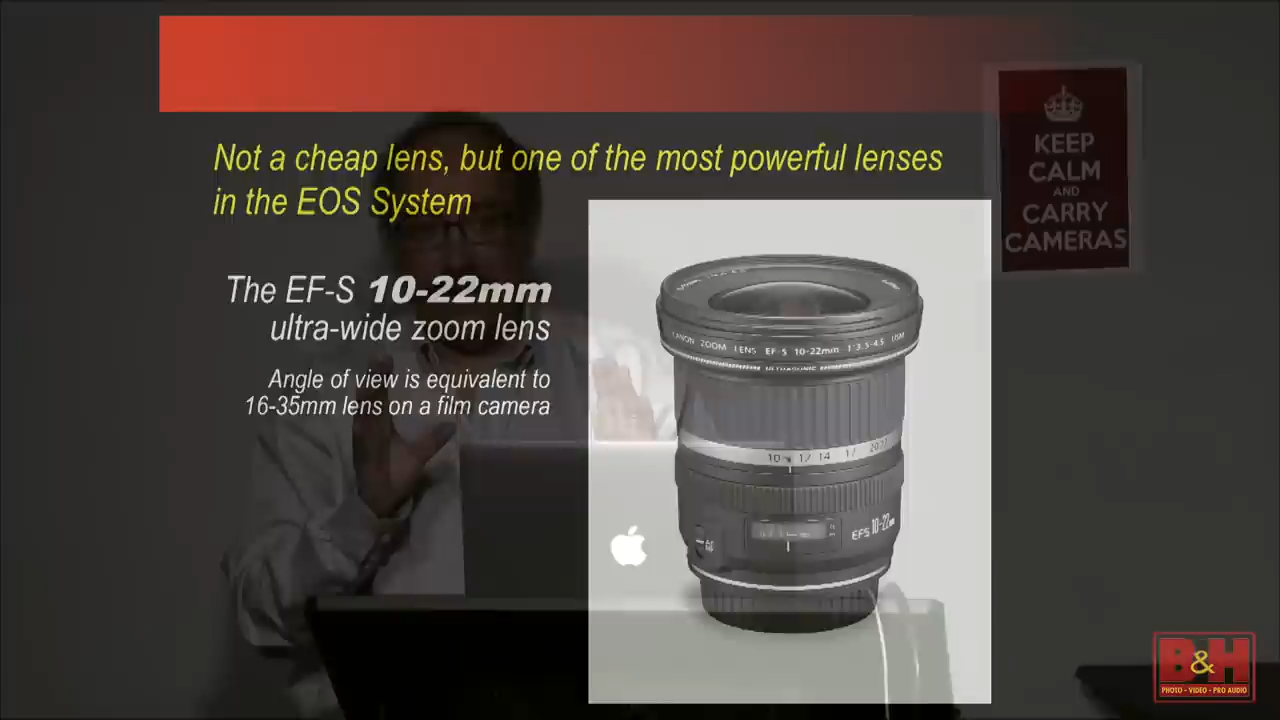 Not a cheap lens, but one of the most powerful lenses
in the EOS System
The EF-S 10-22mm
ultra-wide zoom lens
Angle of view is equivalent to
16-35mm lens on a film camera
KEEP
CALM
AND
CARRY
CAMERAS
CANON ZOOM LENS EF-S 10-22mm 1:3.5-4.5 USM
ULTRASONIC
10 12 14 17 20 22
AF
EFS 10-22mm
B&H
PHOTO - VIDEO - PRO AUDIO